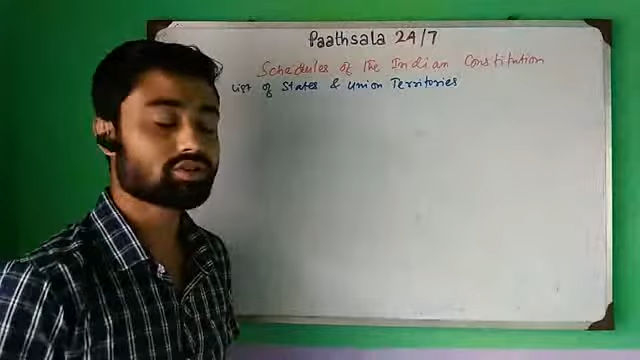 Paathsala 24/7
Schedules of the Indian Constitution
List of States & Union Territories